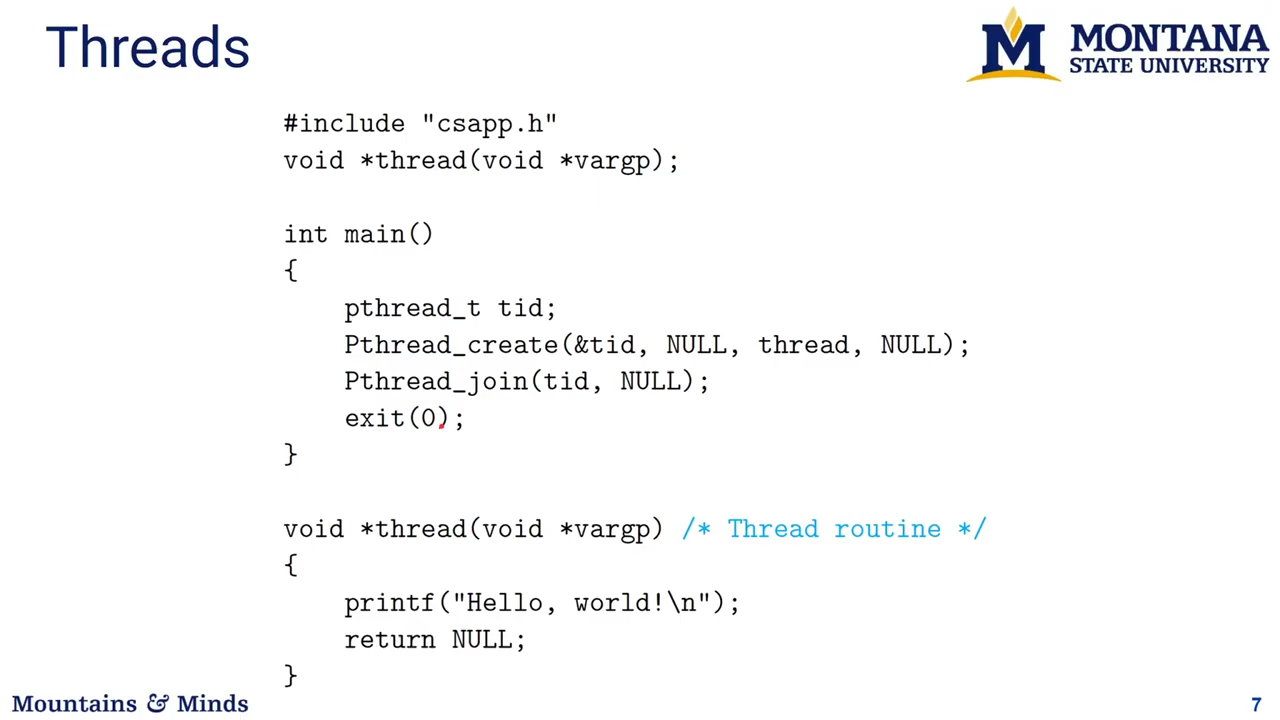 Threads
MONTANA
STATE UNIVERSITY
#include "csapp.h"
void *thread(void *vargp);
int main()
{
    pthread_t tid;
    Pthread_create(&tid, NULL, thread, NULL);
    Pthread_join(tid, NULL);
    exit(0);
}
void *thread(void *vargp) /* Thread routine */
{
    printf("Hello, world!\n");
    return NULL;
}
Mountains & Minds
7